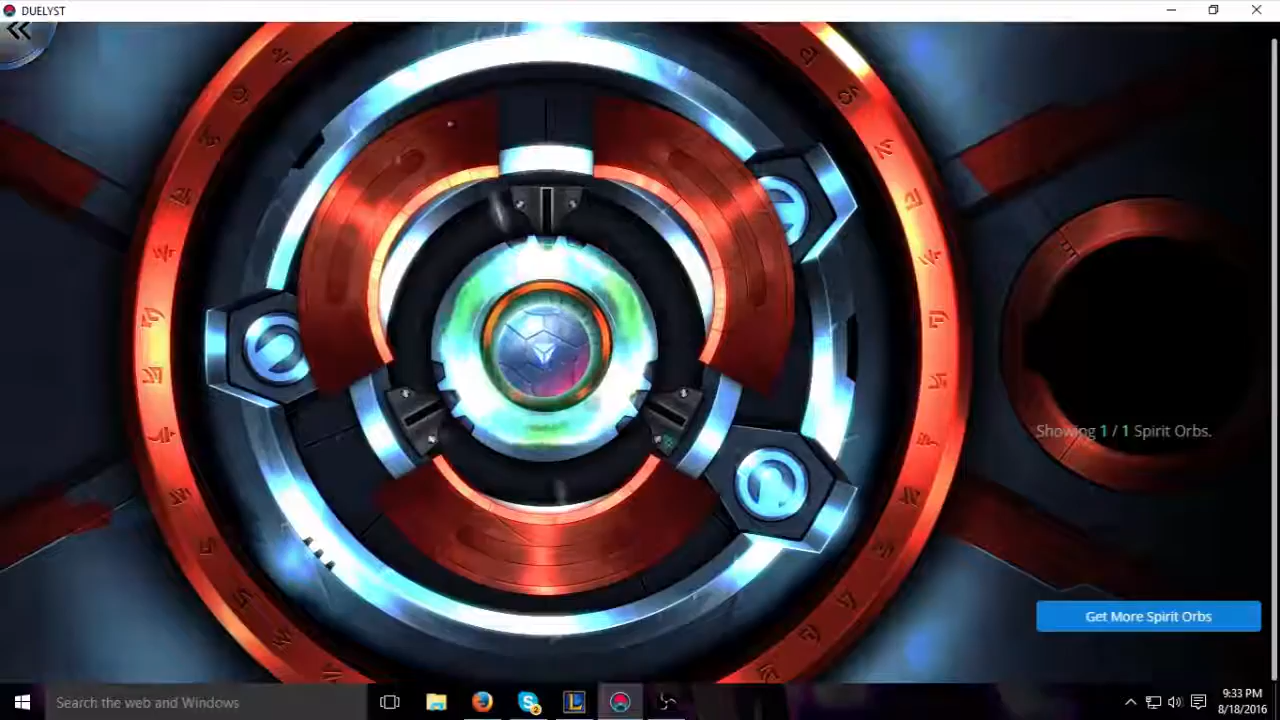 DUELYST
Showing 1 / 1 Spirit Orbs.
Get More Spirit Orbs
Search the web and Windows
2
9:33 PM
8/18/2016